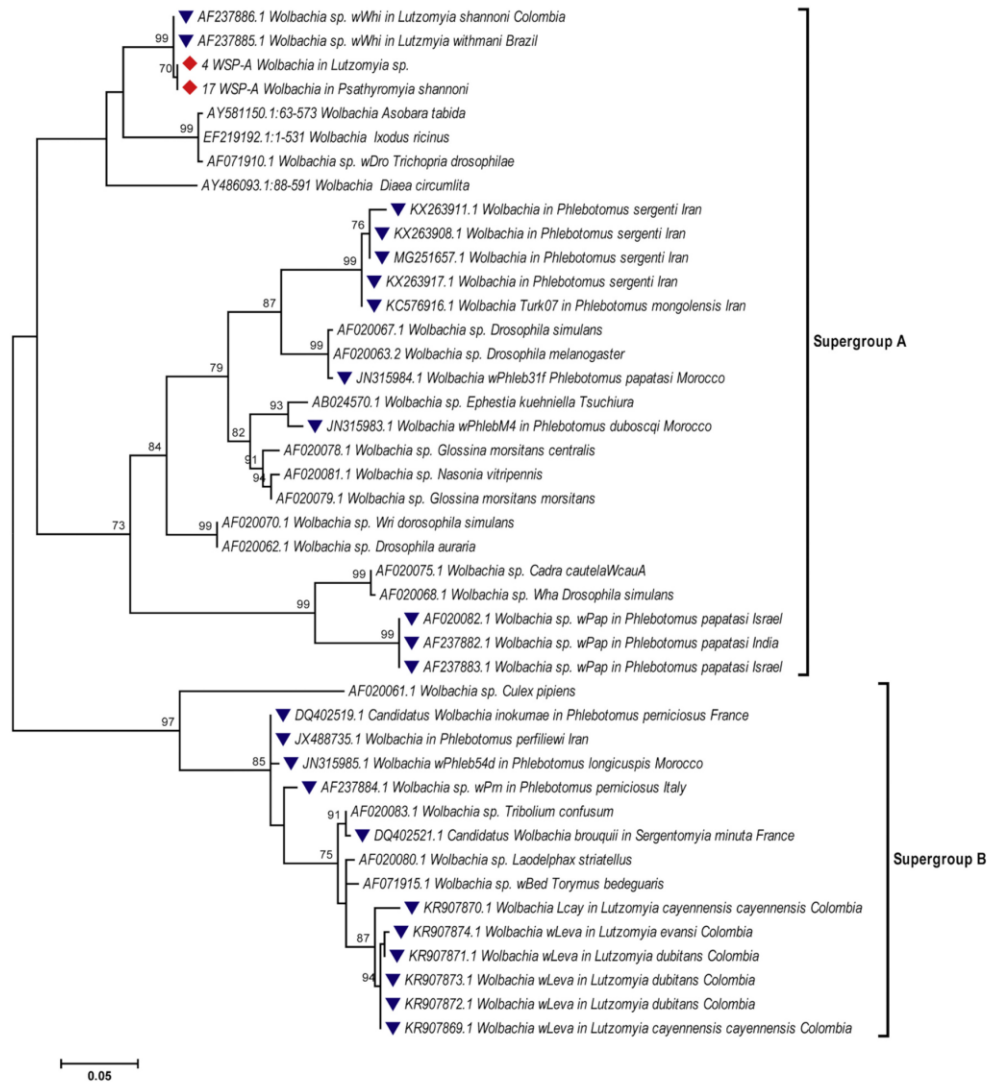 AF237886.1 Wolbachia sp. wWhi in Lutzomyia shannoni Colombia
99
AF237885.1 Wolbachia sp. wWhi in Lutzmyia withmani Brazil
70
4 WSP-A Wolbachia in Lutzomyia sp.
17 WSP-A Wolbachia in Psathyromyia shannoni
AY581150.1:63-573 Wolbachia Asobara tabida
99
EF219192.1:1-531 Wolbachia Ixodus ricinus
AF071910.1 Wolbachia sp. wDro Trichopria drosophilae
AY486093.1:88-591 Wolbachia Diaea circumlita
KX263911.1 Wolbachia in Phlebotomus sergenti Iran
76
KX263908.1 Wolbachia in Phlebotomus sergenti Iran
99
MG251657.1 Wolbachia in Phlebotomus sergenti Iran
KX263917.1 Wolbachia in Phlebotomus sergenti Iran
87
KC576916.1 Wolbachia Turk07 in Phlebotomus mongolensis Iran
AF020067.1 Wolbachia sp. Drosophila simulans
99
AF020063.2 Wolbachia sp. Drosophila melanogaster
Supergroup A
79
JN315984.1 Wolbachia wPhleb31f Phlebotomus papatasi Morocco
93
AB024570.1 Wolbachia sp. Ephestia kuehniella Tsuchiura
82
JN315983.1 Wolbachia wPhlebM4 in Phlebotomus duboscqi Morocco
84
91
AF020078.1 Wolbachia sp. Glossina morsitans centralis
94
AF020081.1 Wolbachia sp. Nasonia vitripennis
AF020079.1 Wolbachia sp. Glossina morsitans morsitans
73
99
AF020070.1 Wolbachia sp. Wri dorosophila simulans
AF020062.1 Wolbachia sp. Drosophila auraria
99
AF020075.1 Wolbachia sp. Cadra cautelaWcauA
99
AF020068.1 Wolbachia sp. Wha Drosophila simulans
AF020082.1 Wolbachia sp. wPap in Phlebotomus papatasi Israel
99
AF237882.1 Wolbachia sp. wPap in Phlebotomus papatasi India
AF237883.1 Wolbachia sp. wPap in Phlebotomus papatasi Israel
AF020061.1 Wolbachia sp. Culex pipiens
97
DQ402519.1 Candidatus Wolbachia inokumae in Phlebotomus perniciosus France
JX488735.1 Wolbachia in Phlebotomus perfiliewi Iran
85
JN315985.1 Wolbachia wPhleb54d in Phlebotomus longicuspis Morocco
AF237884.1 Wolbachia sp. wPrn in Phlebotomus perniciosus Italy
91
AF020083.1 Wolbachia sp. Tribolium confusum
DQ402521.1 Candidatus Wolbachia brouquii in Sergentomyia minuta France
75
AF020080.1 Wolbachia sp. Laodelphax striatellus
Supergroup B
AF071915.1 Wolbachia sp. wBed Torymus bedeguaris
KR907870.1 Wolbachia Lcay in Lutzomyia cayennensis cayennensis Colombia
87
KR907874.1 Wolbachia wLeva in Lutzomyia evansi Colombia
KR907871.1 Wolbachia wLeva in Lutzomyia dubitans Colombia
94
KR907873.1 Wolbachia wLeva in Lutzomyia dubitans Colombia
KR907872.1 Wolbachia wLeva in Lutzomyia dubitans Colombia
KR907869.1 Wolbachia wLeva in Lutzomyia cayennensis cayennensis Colombia
0.05